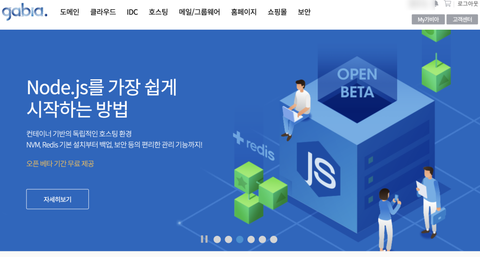 gabia.
로그아웃
도메인 클라우드 IDC 호스팅 메일/그룹웨어 홈페이지 쇼핑몰 보안
My가비아 고객센터
Node.js를 가장 쉽게
시작하는 방법
컨테이너 기반의 독립적인 호스팅 환경
NVM, Redis 기본 설치부터 백업, 보안 등의 편리한 관리 기능까지!
오픈 베타 기간 무료 제공
자세히보기
OPEN
BETA
redis
JS